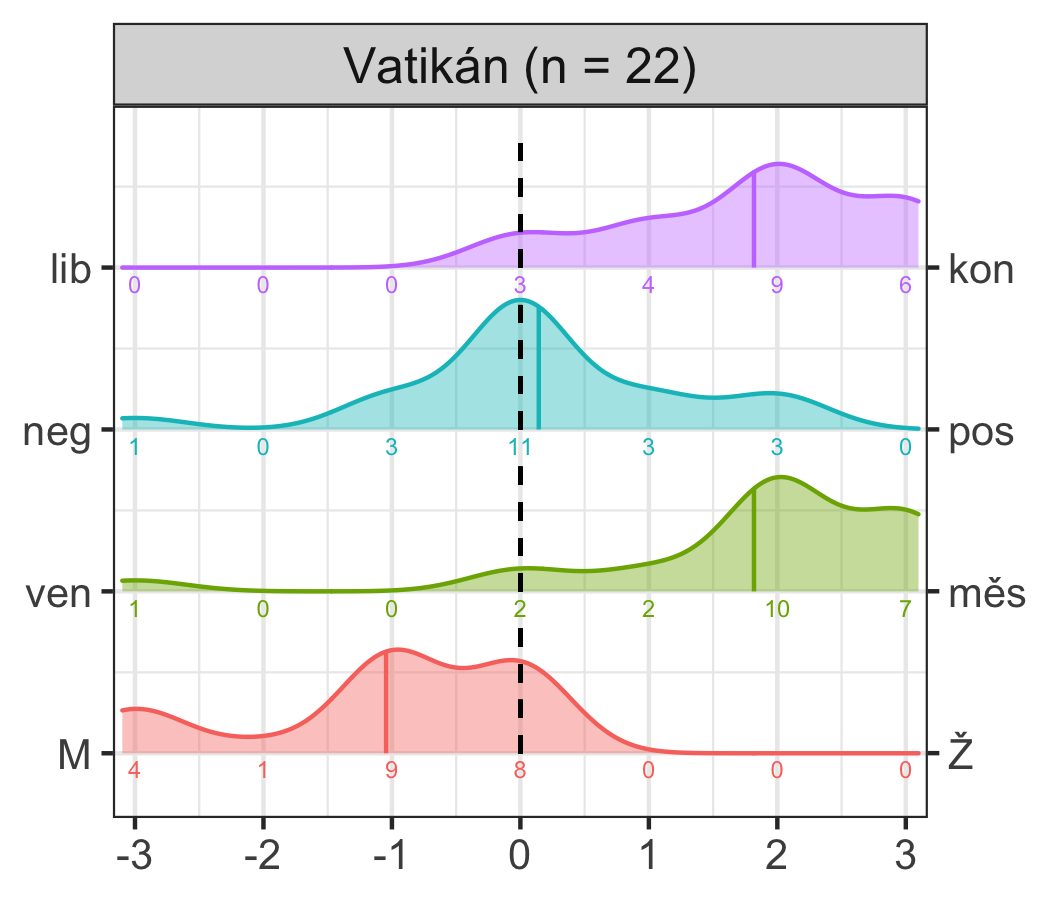 Vatikán (n = 22)
lib kon
0 0 0 3 4 9 6
neg pos
1 0 3 11 3 3 0
ven měs
1 0 0 2 2 10 7
M Ž
4 1 9 8 0 0 0
-3 -2 -1 0 1 2 3